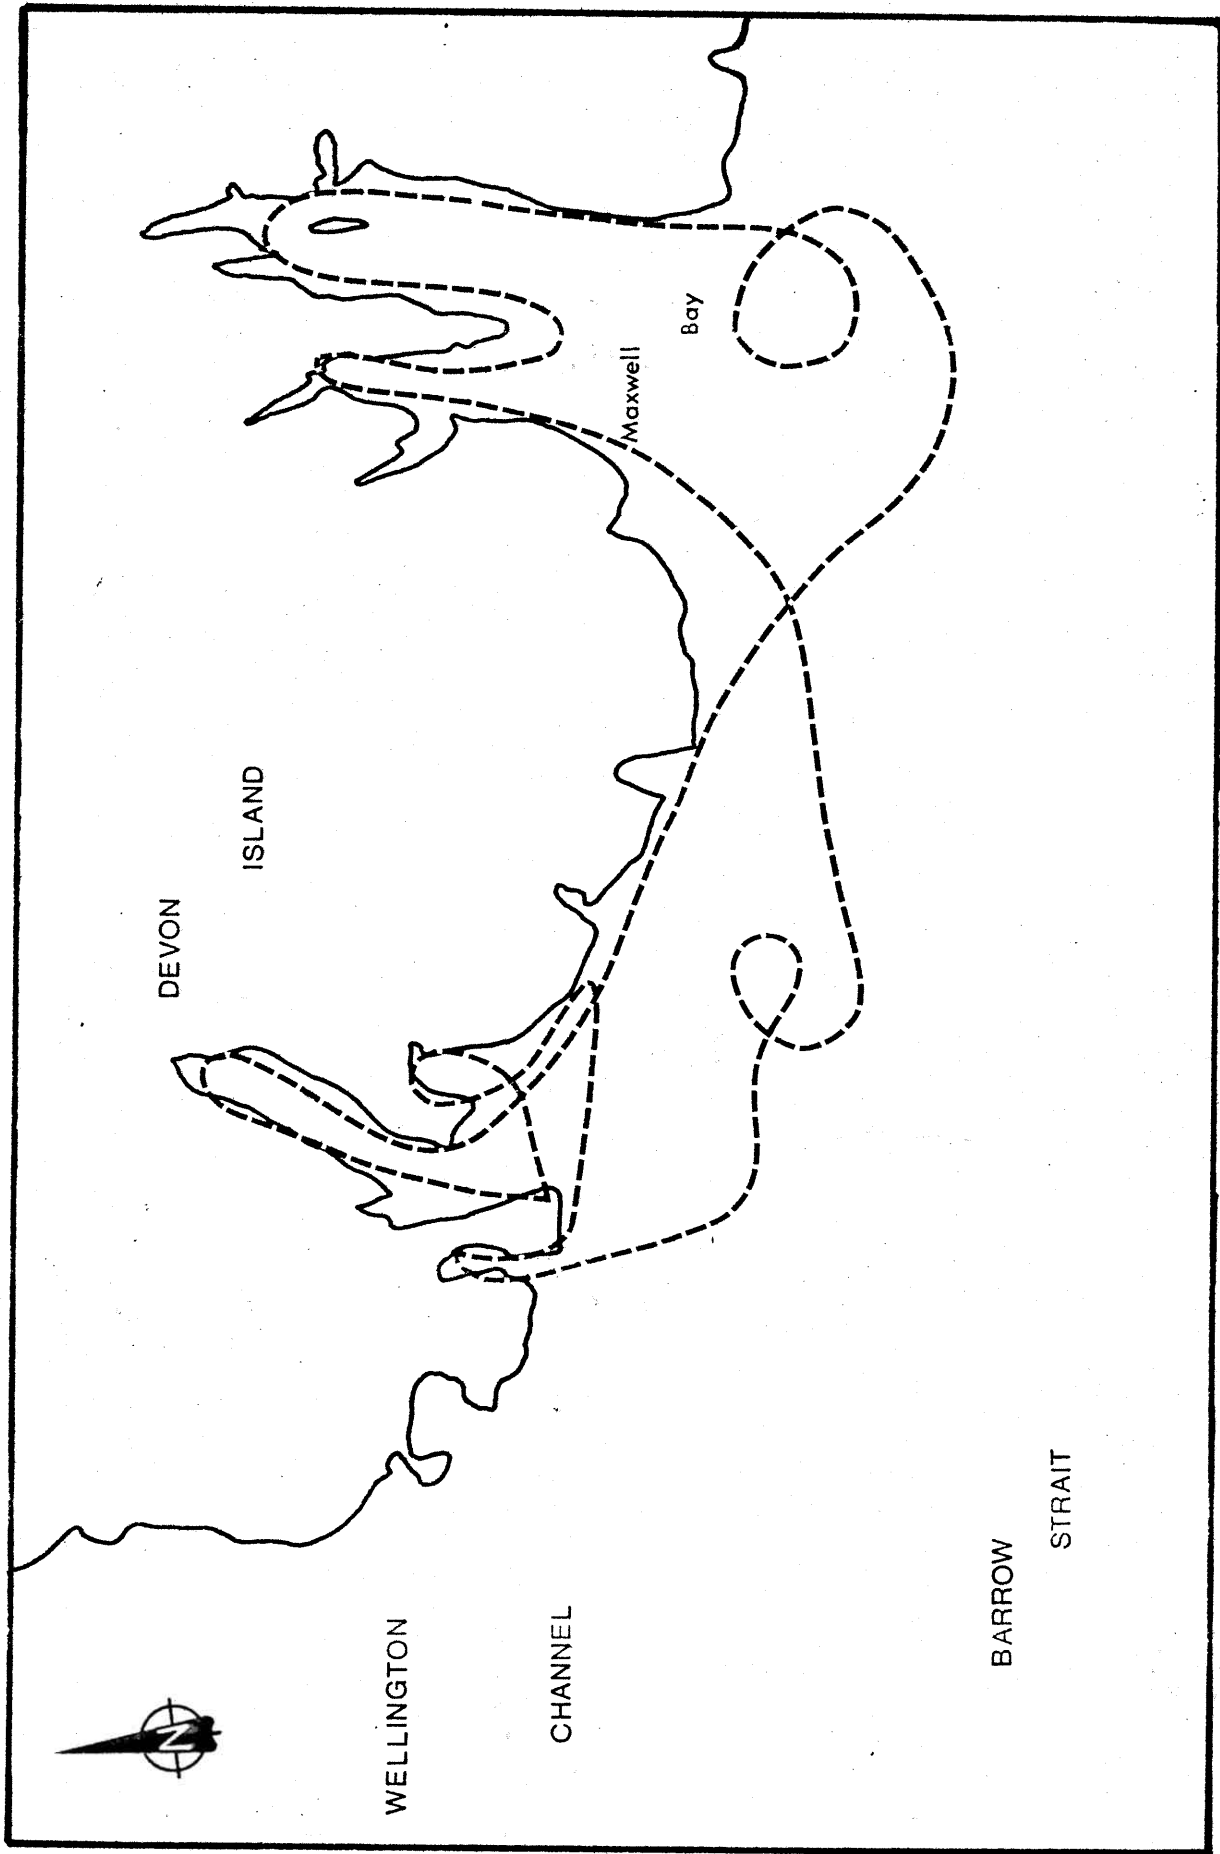 DEVON
ISLAND
Maxwell
Bay
WELLINGTON
CHANNEL
BARROW
STRAIT
N